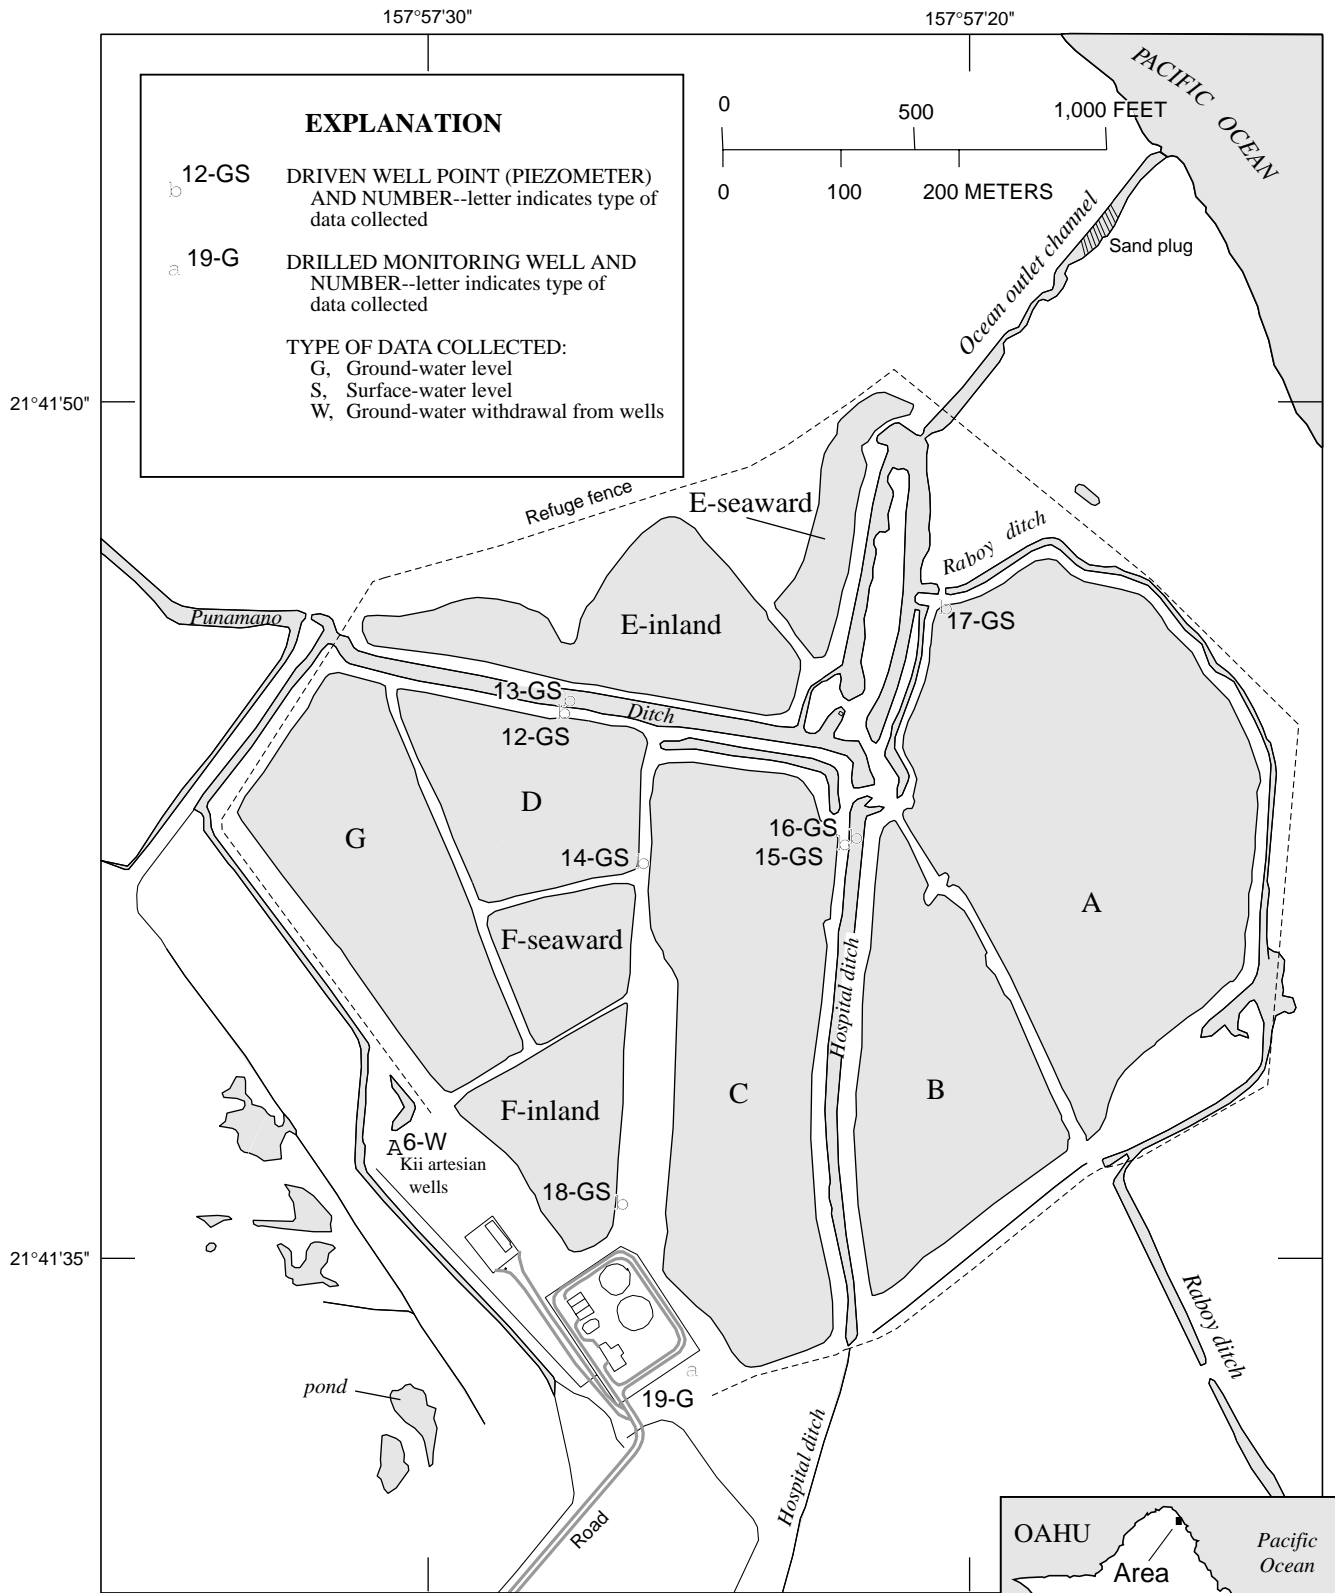 157°57'30"
157°57'20"
PACIFIC OCEAN
EXPLANATION
b 12-GS DRIVEN WELL POINT (PIEZOMETER)
AND NUMBER--letter indicates type of
data collected
a 19-G DRILLED MONITORING WELL AND
NUMBER--letter indicates type of
data collected
TYPE OF DATA COLLECTED:
G, Ground-water level
S, Surface-water level
W, Ground-water withdrawal from wells
0 500 1,000 FEET
0 100 200 METERS
Ocean outlet channel
Sand plug
21°41'50"
Refuge fence
E-seaward
Raboy ditch
Punamano
E-inland
b
17-GS
13-GS b
Ditch
b
12-GS
D
G
16-GS b
15-GS b
14-GS b
A
F-seaward
Hospital ditch
C
B
F-inland
A 6-W
Kii artesian
wells
18-GS b
21°41'35"
Raboy ditch
pond
a
19-G
Hospital ditch
Road
OAHU
Pacific
Ocean
Area